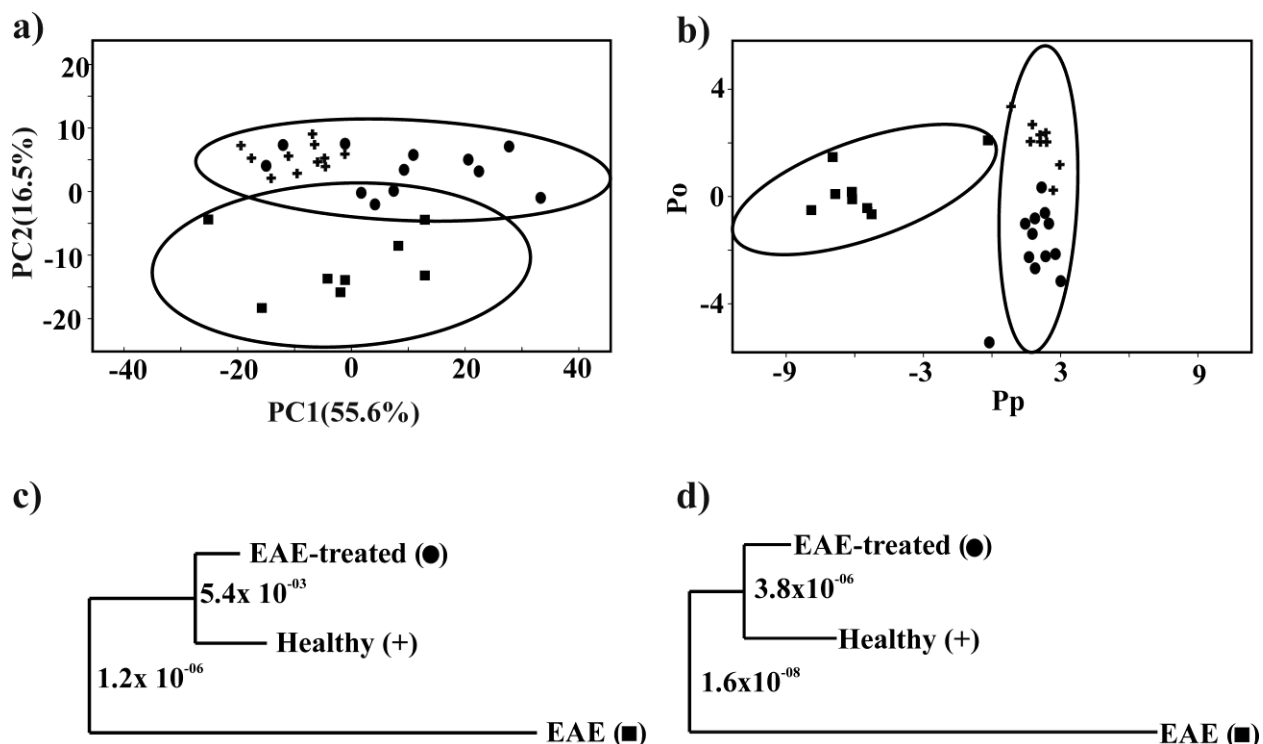 a)
20
10
0
-10
-20
PC2(16.5%)
-40 -20 0 20 40
PC1(55.6%)
b)
4
0
-4
Po
-9 -3 3 9
Pp
c)
EAE-treated (●)
5.4x 10⁻⁰³
Healthy (+)
1.2x 10⁻⁰⁶
EAE (■)
d)
EAE-treated (●)
3.8x10⁻⁰⁶
Healthy (+)
1.6x10⁻⁰⁸
EAE (■)